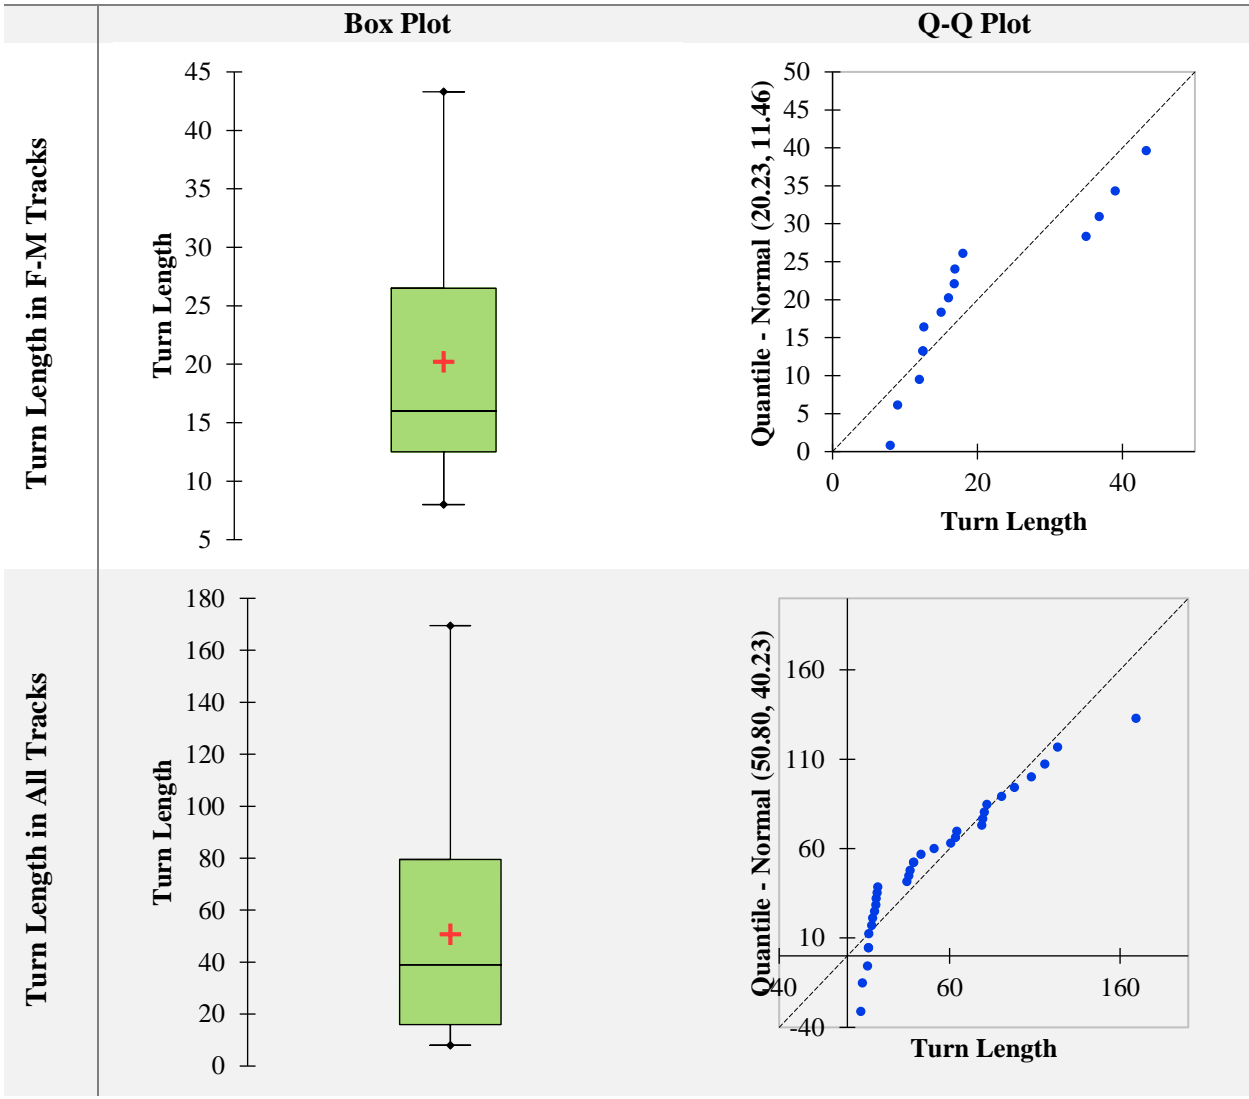 Box Plot
Q-Q Plot
Turn Length in F-M Tracks
Turn Length
45
40
35
30
25
20
15
10
5
Quantile - Normal (20.23, 11.46)
50
45
40
35
30
25
20
15
10
5
0
0 20 40
Turn Length
Turn Length in All Tracks
Turn Length
180
160
140
120
100
80
60
40
20
0
Quantile - Normal (50.80, 40.23)
160
110
60
10
-40
40 60 160
Turn Length